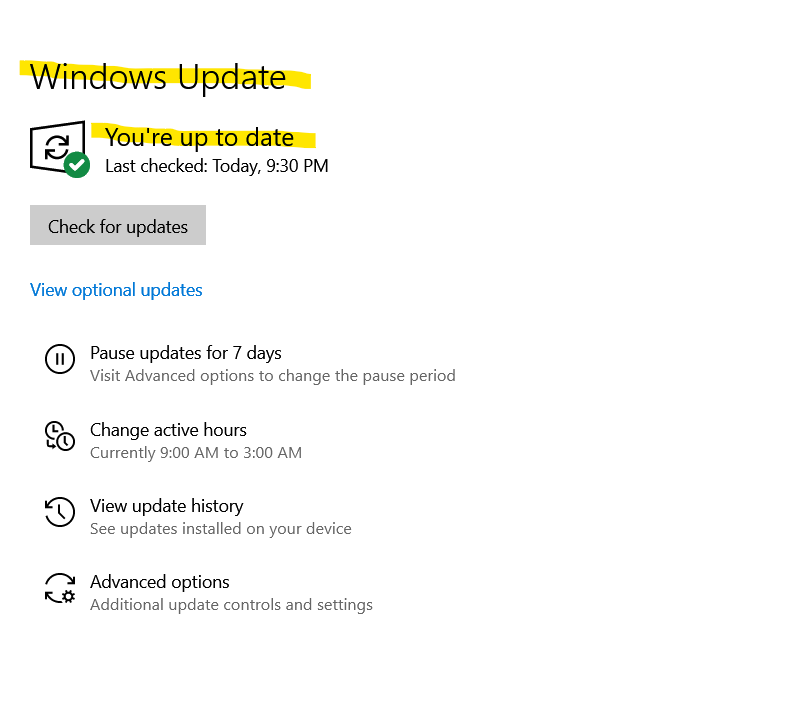 Windows Update
You're up to date
Last checked: Today, 9:30 PM
Check for updates
View optional updates
Pause updates for 7 days
Visit Advanced options to change the pause period
Change active hours
Currently 9:00 AM to 3:00 AM
View update history
See updates installed on your device
Advanced options
Additional update controls and settings